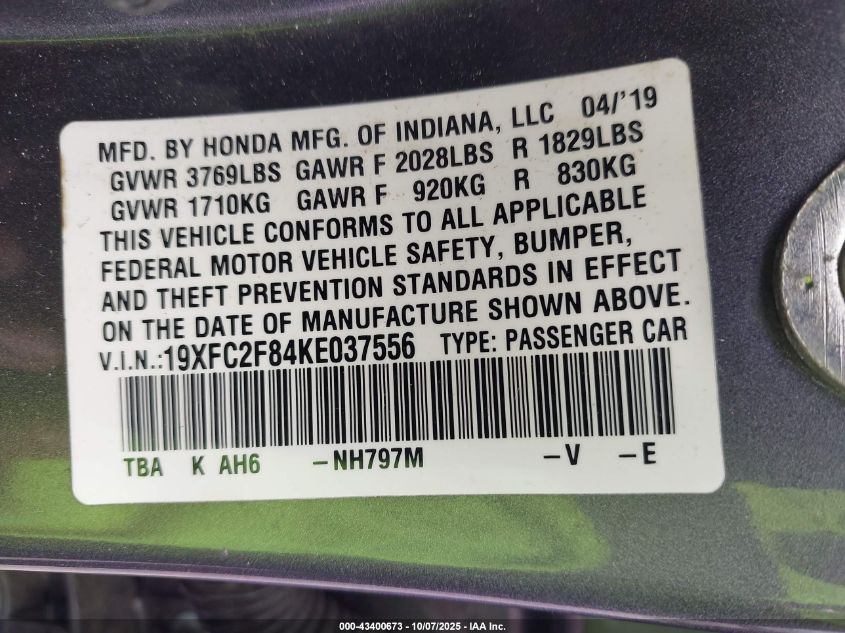 MFD. BY HONDA MFG. OF INDIANA, LLC 04/'19
GVWR 3769LBS GAWR F 2028LBS R 1829LBS
GVWR 1710KG GAWR F 920KG R 830KG
THIS VEHICLE CONFORMS TO ALL APPLICABLE
FEDERAL MOTOR VEHICLE SAFETY, BUMPER,
AND THEFT PREVENTION STANDARDS IN EFFECT
ON THE DATE OF MANUFACTURE SHOWN ABOVE.
V.I.N.:19XFC2F84KE037556 TYPE: PASSENGER CAR
TBA K AH6 -NH797M -V -E
000-43400673 - 10/07/2025 - IAA Inc.